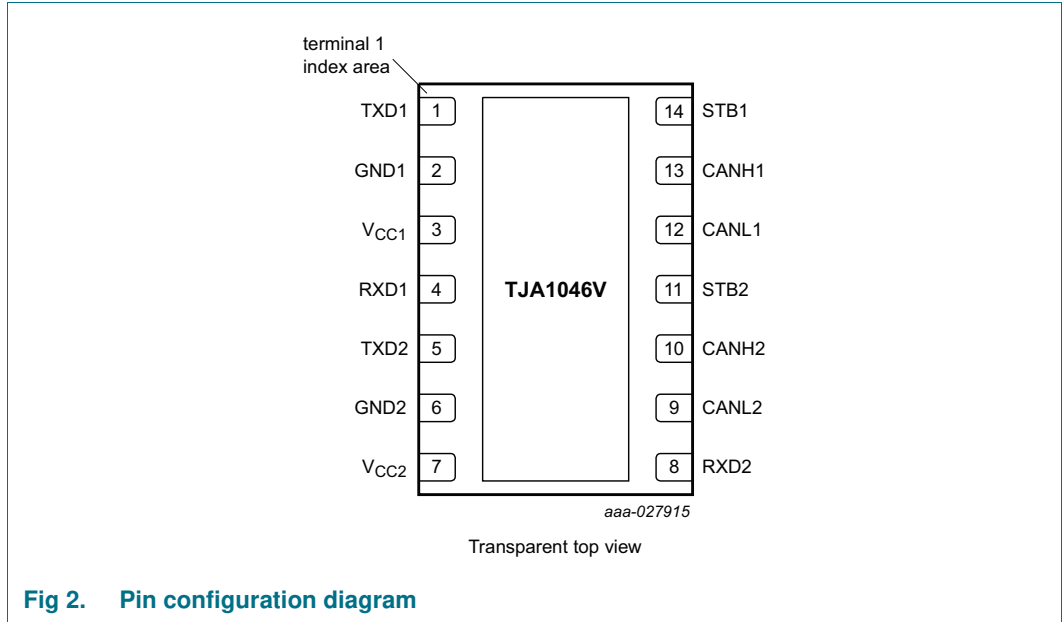 terminal 1
index area
TXD1 1 14 STB1
GND1 2 13 CANH1
VCC1 3 12 CANL1
RXD1 4 TJA1046V 11 STB2
TXD2 5 10 CANH2
GND2 6 9 CANL2
VCC2 7 8 RXD2
aaa-027915
Transparent top view
Fig 2. Pin configuration diagram